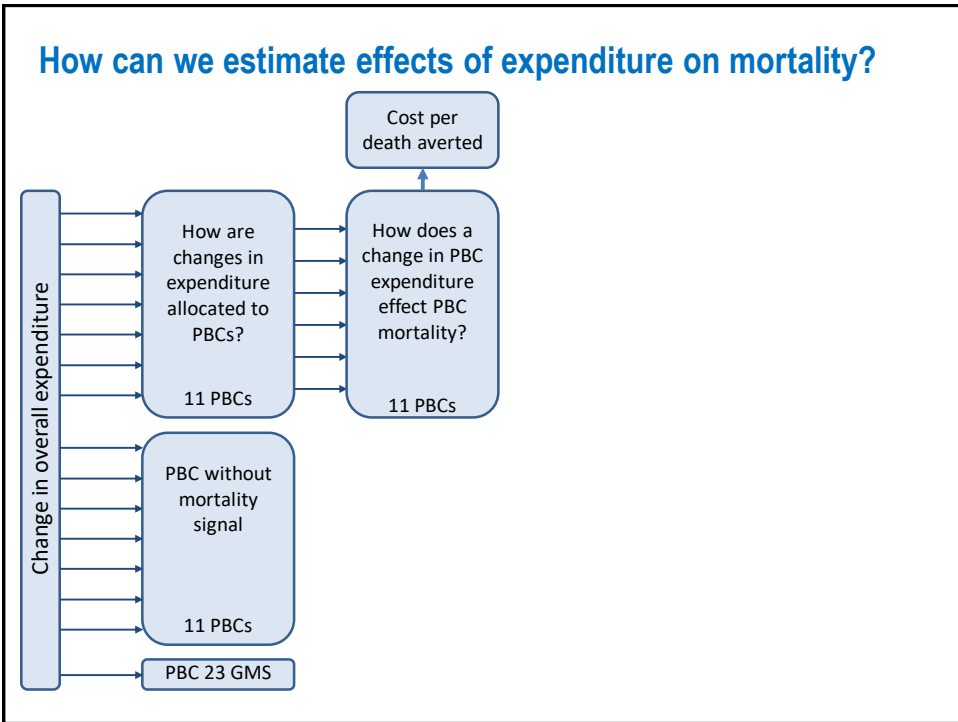 How can we estimate effects of expenditure on mortality?
Cost per
death averted
Change in overall expenditure
How are
changes in
expenditure
allocated to
PBCs?
11 PBCs
How does a
change in PBC
expenditure
effect PBC
mortality?
11 PBCs
PBC without
mortality
signal
11 PBCs
PBC 23 GMS